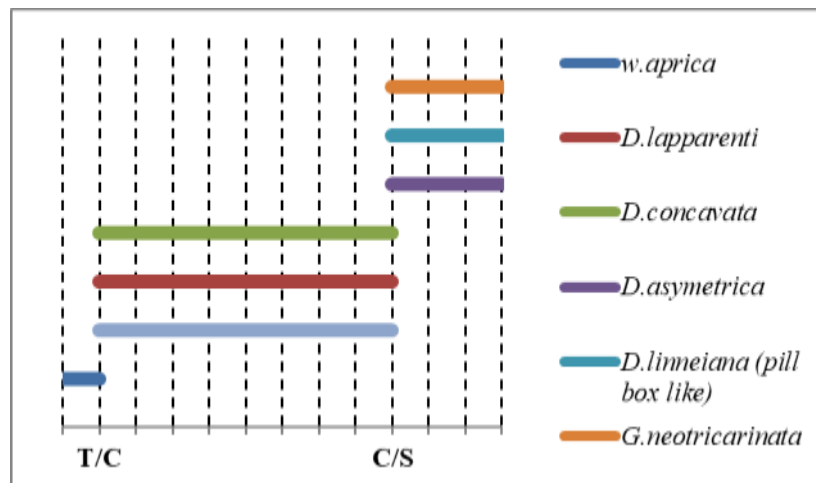 w.aprica
D.lapparenti
D.concavata
D.asymetrica
D.linneiana (pill
box like)
G.neotricarinata
T/C
C/S